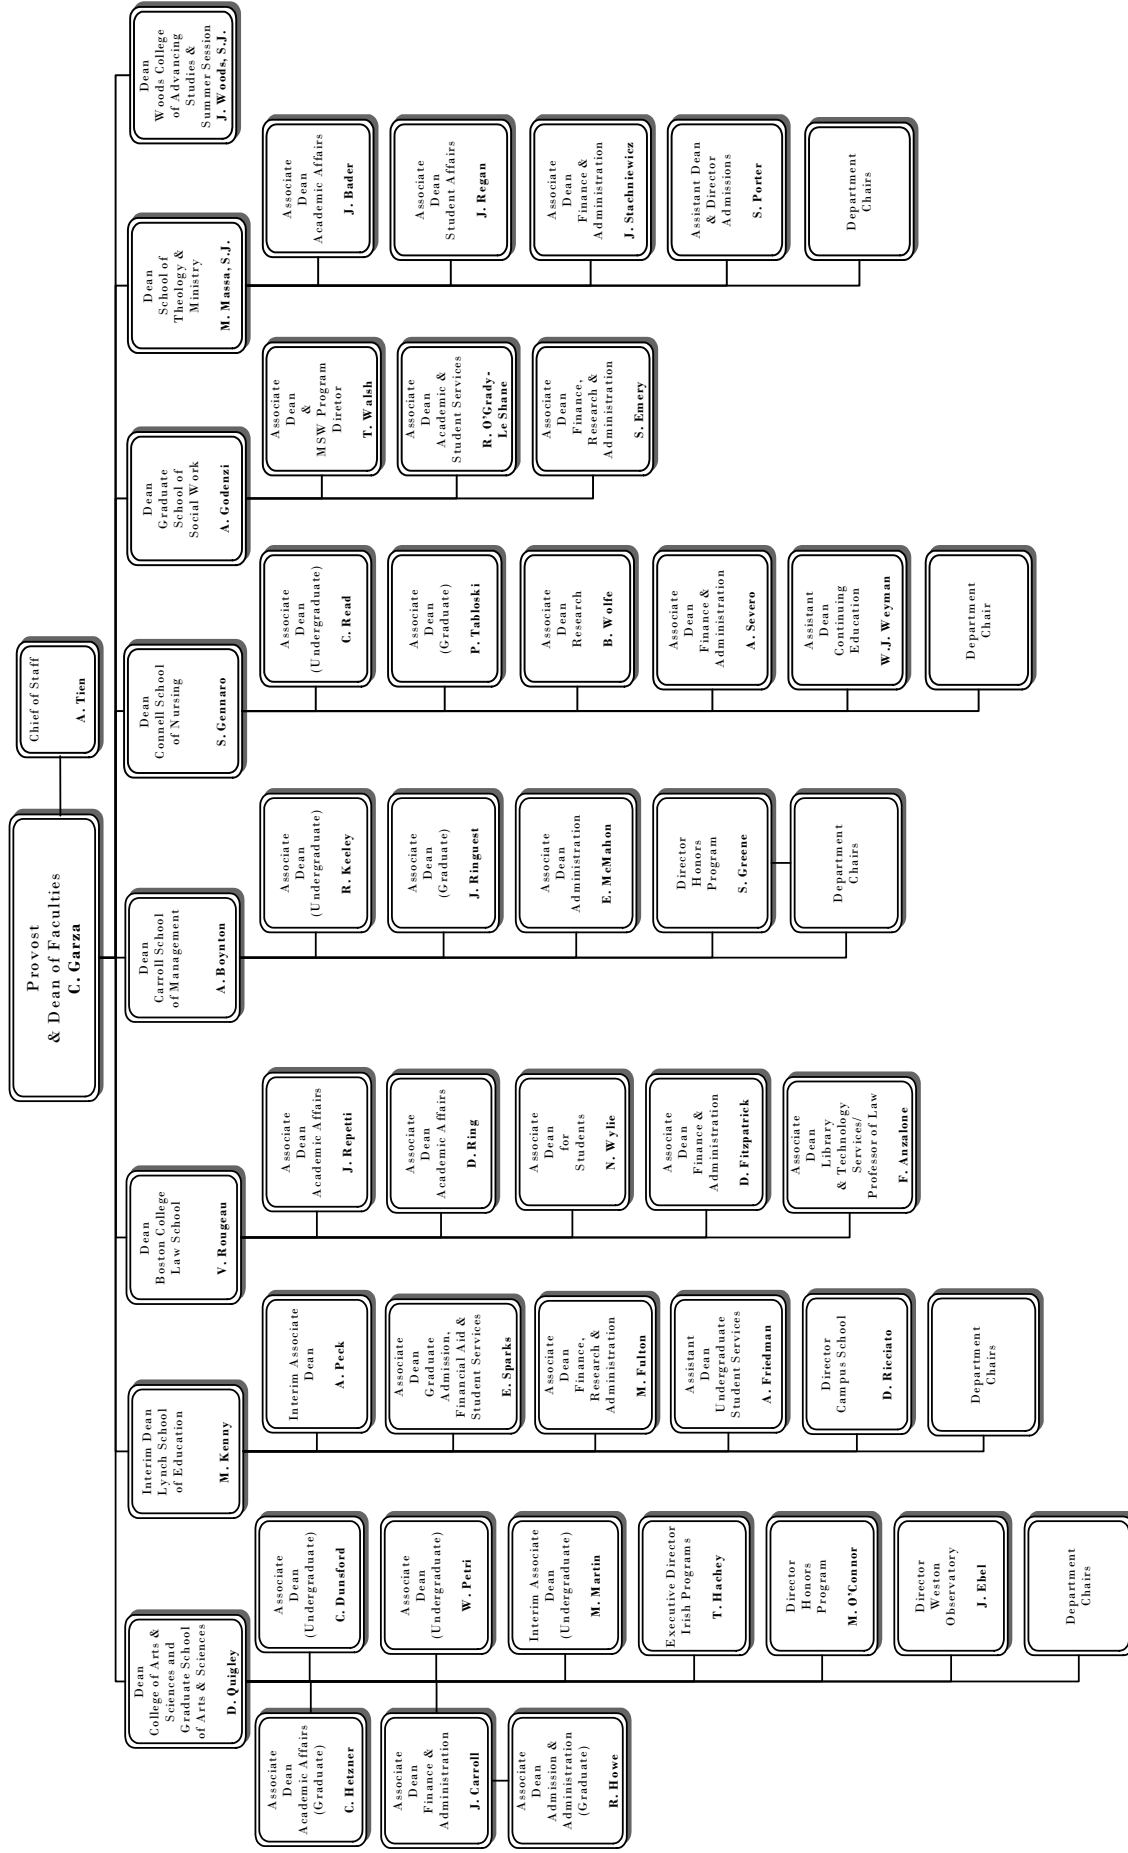 Provost
& Dean of Faculties
C. Garza
Chief of Staff
A. Tien
Dean
College of Arts &
Sciences and
Graduate School
of Arts & Sciences
D. Quigley
Associate
Dean
Academic Affairs
(Graduate)
C. Hetzner
Associate
Dean
Finance &
Administration
J. Carroll
Associate
Dean
Admission &
Administration
(Graduate)
R. Howe
Associate
Dean
(Undergraduate)
C. Dunsford
Associate
Dean
(Undergraduate)
W. Petri
Interim Associate
Dean
(Undergraduate)
M. Martin
Executive Director
Irish Programs
T. Hachey
Director
Honors
Program
M. O'Connor
Director
Weston
Observatory
J. Ebel
Department
Chairs
Interim Dean
Lynch School
of Education
M. Kenny
Interim Associate
Dean
A. Peck
Associate
Dean
Graduate
Admission,
Financial Aid &
Student Services
E. Sparks
Associate
Dean
Finance,
Research &
Administration
M. Fulton
Assistant
Dean
Undergraduate
Student Services
A. Friedman
Director
Campus School
D. Ricciato
Department
Chairs
Dean
Boston College
Law School
V. Rougeau
Associate
Dean
Academic Affairs
J. Repetti
Associate
Dean
Academic Affairs
D. Ring
Associate
Dean
for
Students
N. Wylie
Associate
Dean
Finance &
Administration
D. Fitzpatrick
Associate
Dean
Library
& Technology
Services/
Professor of Law
F. Anzalone
Dean
Carroll School
of Management
A. Boynton
Associate
Dean
(Undergraduate)
R. Keeley
Associate
Dean
(Graduate)
J. Ringuest
Associate
Dean
Administration
E. McMahon
Director
Honors
Program
S. Greene
Department
Chairs
Dean
Connell School
of Nursing
S. Gennaro
Associate
Dean
(Undergraduate)
C. Read
Associate
Dean
(Graduate)
P. Tabloski
Associate
Dean
Research
B. Wolfe
Associate
Dean
Finance &
Administration
A. Severo
Assistant
Dean
Continuing
Education
W.J. Weyman
Department
Chair
Dean
Graduate
School of
Social Work
A. Godenzi
Associate
Dean
&
MSW Program
Diretor
T. Walsh
Associate
Dean
Academic &
Student Services
R. O'Grady-
Le Shane
Associate
Dean
Finance,
Research &
Administration
S. Emery
Dean
School of
Theology &
Ministry
M. Massa, S.J.
Associate
Dean
Academic Affairs
J. Bader
Associate
Dean
Student Affairs
J. Regan
Associate
Dean
Finance &
Administration
J. Stachniewicz
Assistant Dean
& Director
Admissions
S. Porter
Department
Chairs
Dean
Woods College
of Advancing
Studies &
Summer Session
J. Woods, S.J.